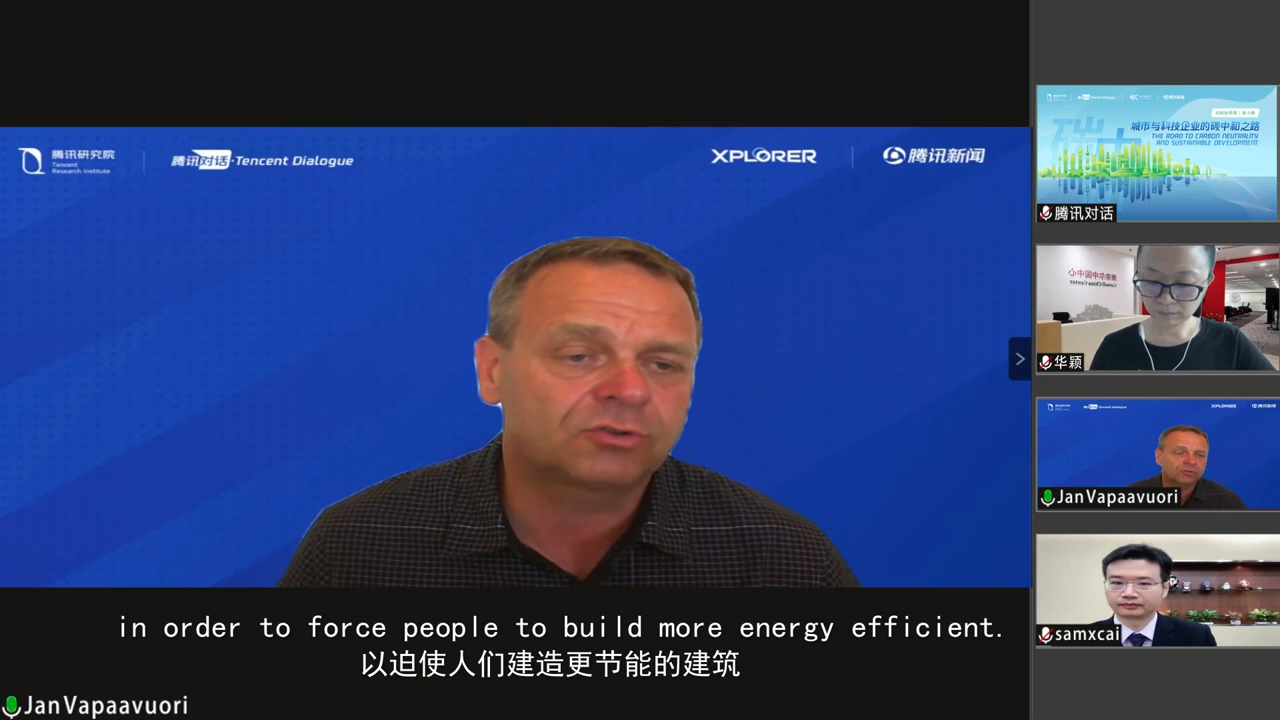 腾讯研究院
Tencent
Research Institute
腾讯对话·Tencent Dialogue
XPLORER
腾讯新闻
in order to force people to build more energy efficient.
以迫使人们建造更节能的建筑
JanVapaavuori
城市与科技企业的碳中和之路
THE ROAD TO CARBON NEUTRALITY
AND SUSTAINABLE DEVELOPMENT
腾讯对话
华颖
XPLORER
JanVapaavuori
samxcai